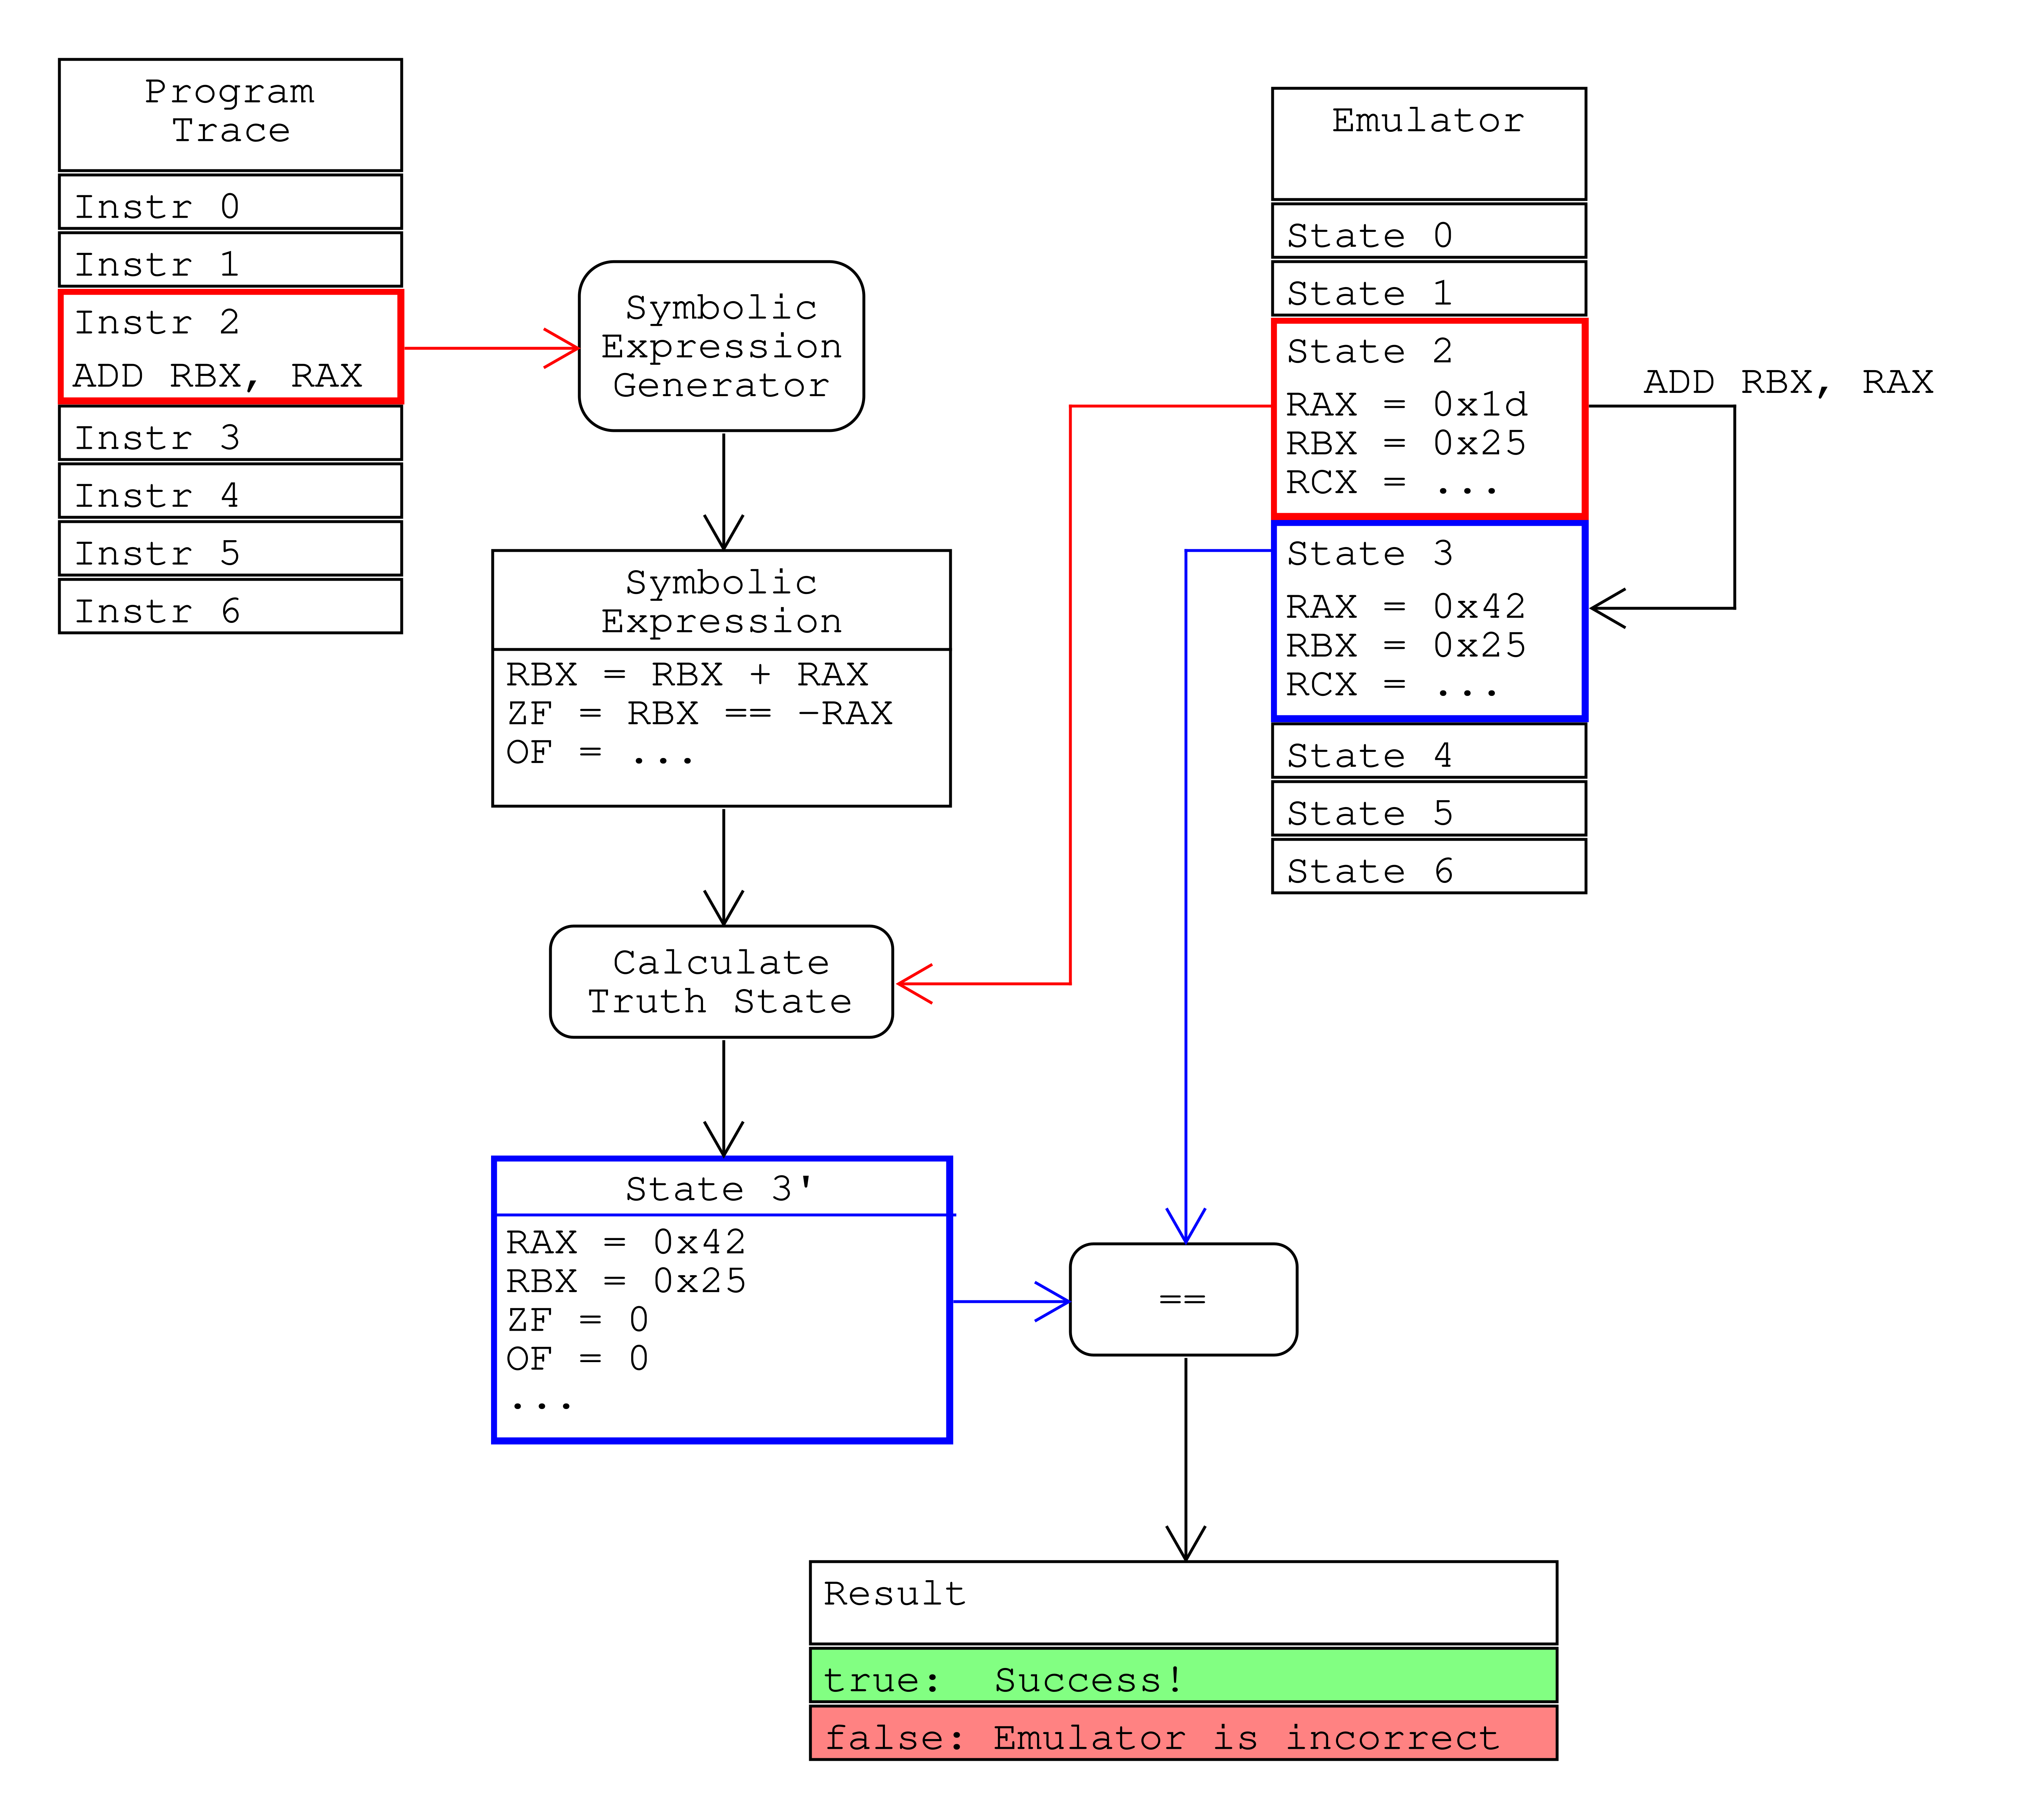 Program
Trace
Instr 0
Instr 1
Instr 2
ADD RBX, RAX
Instr 3
Instr 4
Instr 5
Instr 6
Symbolic
Expression
Generator
Symbolic
Expression
RBX = RBX + RAX
ZF = RBX == -RAX
OF = ...
Calculate
Truth State
State 3'
RAX = 0x42
RBX = 0x25
ZF = 0
OF = 0
...
Emulator
State 0
State 1
State 2
RAX = 0x1d
RBX = 0x25
RCX = ...
ADD RBX, RAX
State 3
RAX = 0x42
RBX = 0x25
RCX = ...
State 4
State 5
State 6
==
Result
true:  Success!
false: Emulator is incorrect